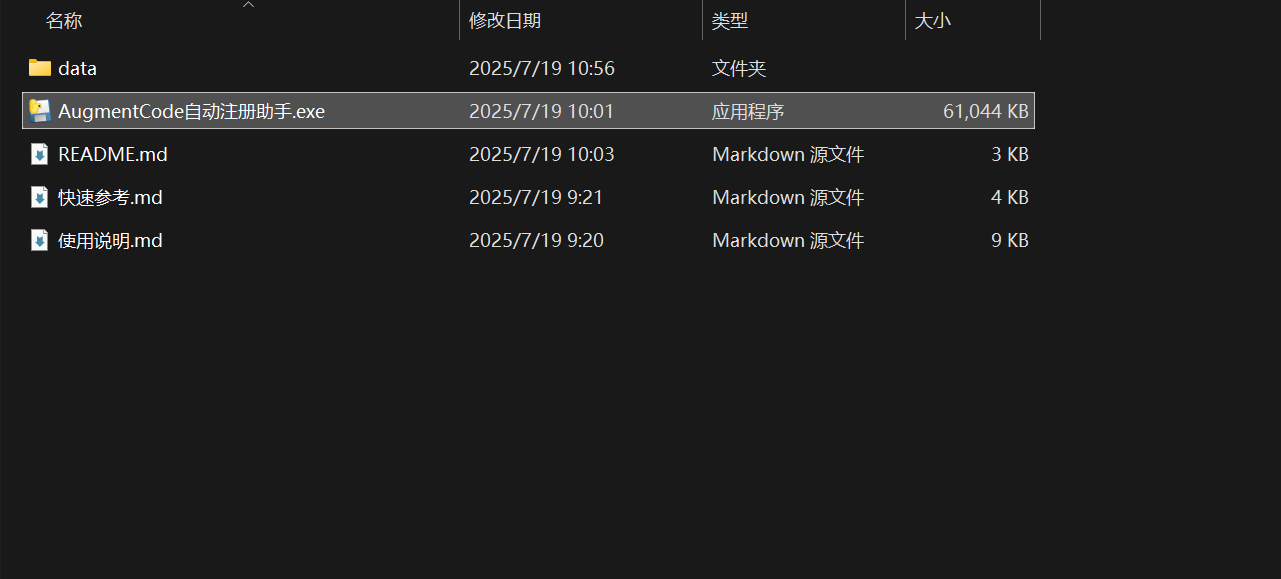 名称 修改日期 类型 大小
data 2025/7/19 10:56 文件夹
AugmentCode自动注册助手.exe 2025/7/19 10:01 应用程序 61,044 KB
README.md 2025/7/19 10:03 Markdown 源文件 3 KB
快速参考.md 2025/7/19 9:21 Markdown 源文件 4 KB
使用说明.md 2025/7/19 9:20 Markdown 源文件 9 KB